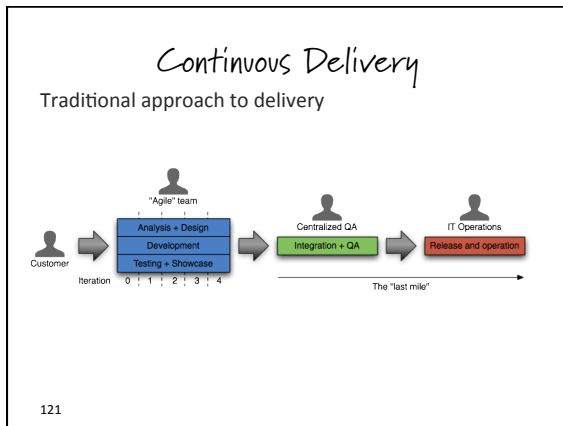 Continuous Delivery
Traditional approach to delivery
"Agile" team
Analysis + Design
Development
Testing + Showcase
Customer
Iteration 0 1 2 3 4
Centralized QA
Integration + QA
IT Operations
Release and operation
The "last mile"
121